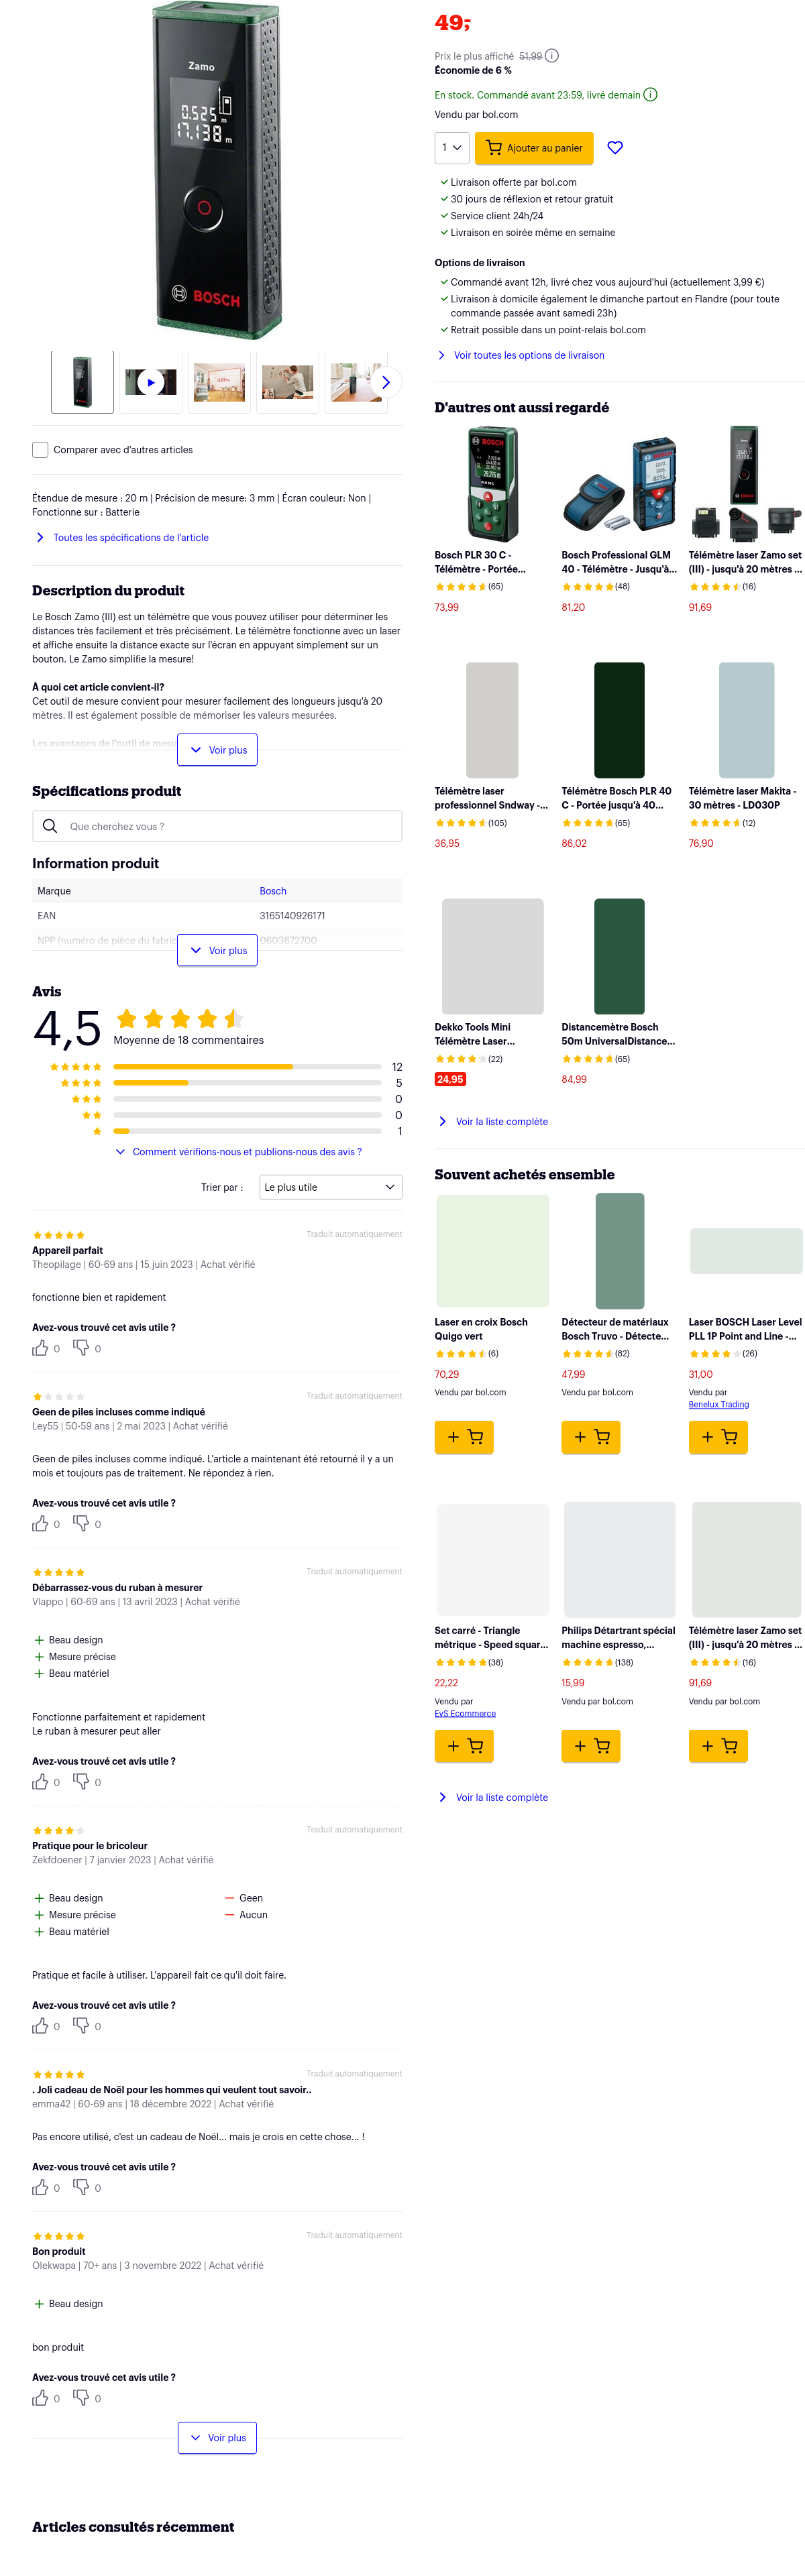 Zamo
0.525 m
17.138 m
BOSCH
Comparer avec d'autres articles
Étendue de mesure : 20 m | Précision de mesure: 3 mm | Écran couleur: Non |
Fonctionne sur : Batterie
Toutes les spécifications de l'article
Description du produit
Le Bosch Zamo (III) est un télémètre que vous pouvez utiliser pour déterminer les
distances très facilement et très précisément. Le télémètre fonctionne avec un laser
et affiche ensuite la distance exacte sur l'écran en appuyant simplement sur un
bouton. Le Zamo simplifie la mesure!
À quoi cet article convient-il?
Cet outil de mesure convient pour mesurer facilement des longueurs jusqu'à 20
mètres. Il est également possible de mémoriser les valeurs mesurées.
Les avantages de l'outil de mesu
Voir plus
Spécifications produit
Que cherchez vous ?
Information produit
Marque Bosch
EAN 3165140926171
NPP (numéro de pièce du fabric 0603672700
Voir plus
Avis
4,5
Moyenne de 18 commentaires
12
5
0
0
1
Comment vérifions-nous et publions-nous des avis ?
Trier par : Le plus utile
Traduit automatiquement
Appareil parfait
Theopilage | 60-69 ans | 15 juin 2023 | Achat vérifié
fonctionne bien et rapidement
Avez-vous trouvé cet avis utile ?
0 0
Traduit automatiquement
Geen de piles incluses comme indiqué
Ley55 | 50-59 ans | 2 mai 2023 | Achat vérifié
Geen de piles incluses comme indiqué. L'article a maintenant été retourné il y a un
mois et toujours pas de traitement. Ne répondez à rien.
Avez-vous trouvé cet avis utile ?
0 0
Traduit automatiquement
Débarrassez-vous du ruban à mesurer
Vlappo | 60-69 ans | 13 avril 2023 | Achat vérifié
Beau design
Mesure précise
Beau matériel
Fonctionne parfaitement et rapidement
Le ruban à mesurer peut aller
Avez-vous trouvé cet avis utile ?
0 0
Traduit automatiquement
Pratique pour le bricoleur
Zekfdoener | 7 janvier 2023 | Achat vérifié
Beau design Geen
Mesure précise Aucun
Beau matériel
Pratique et facile à utiliser. L'appareil fait ce qu'il doit faire.
Avez-vous trouvé cet avis utile ?
0 0
Traduit automatiquement
. Joli cadeau de Noël pour les hommes qui veulent tout savoir..
emma42 | 60-69 ans | 18 décembre 2022 | Achat vérifié
Pas encore utilisé, c'est un cadeau de Noël... mais je crois en cette chose... !
Avez-vous trouvé cet avis utile ?
0 0
Traduit automatiquement
Bon produit
Olekwapa | 70+ ans | 3 novembre 2022 | Achat vérifié
Beau design
bon produit
Avez-vous trouvé cet avis utile ?
0 0
Voir plus
Articles consultés récemment
49,-
Prix le plus affiché 51,99
Économie de 6 %
En stock. Commandé avant 23:59, livré demain
Vendu par bol.com
1 Ajouter au panier
Livraison offerte par bol.com
30 jours de réflexion et retour gratuit
Service client 24h/24
Livraison en soirée même en semaine
Options de livraison
Commandé avant 12h, livré chez vous aujourd'hui (actuellement 3,99 €)
Livraison à domicile également le dimanche partout en Flandre (pour toute
commande passée avant samedi 23h)
Retrait possible dans un point-relais bol.com
Voir toutes les options de livraison
D'autres ont aussi regardé
Bosch PLR 30 C -
Télémètre - Portée...
(65)
73,99
Bosch Professional GLM
40 - Télémètre - Jusqu'à...
(48)
81,20
Télémètre laser Zamo set
(III) - jusqu'à 20 mètres ...
(16)
91,69
Télémètre laser
professionnel Sndway -...
(105)
36,95
Télémètre Bosch PLR 40
C - Portée jusqu'à 40...
(65)
86,02
Télémètre laser Makita -
30 mètres - LD030P
(12)
76,90
Dekko Tools Mini
Télémètre Laser...
(22)
24,95
Distancemètre Bosch
50m UniversalDistance...
(65)
84,99
Voir la liste complète
Souvent achetés ensemble
Laser en croix Bosch
Quigo vert
(6)
70,29
Vendu par bol.com
Détecteur de matériaux
Bosch Truvo - Détecte...
(82)
47,99
Vendu par bol.com
Laser BOSCH Laser Level
PLL 1P Point and Line -...
(26)
31,00
Vendu par
Benelux Trading
Set carré - Triangle
métrique - Speed squar...
(38)
22,22
Vendu par
EvS Ecommerce
Philips Détartrant spécial
machine espresso,...
(138)
15,99
Vendu par bol.com
Télémètre laser Zamo set
(III) - jusqu'à 20 mètres ...
(16)
91,69
Vendu par bol.com
Voir la liste complète